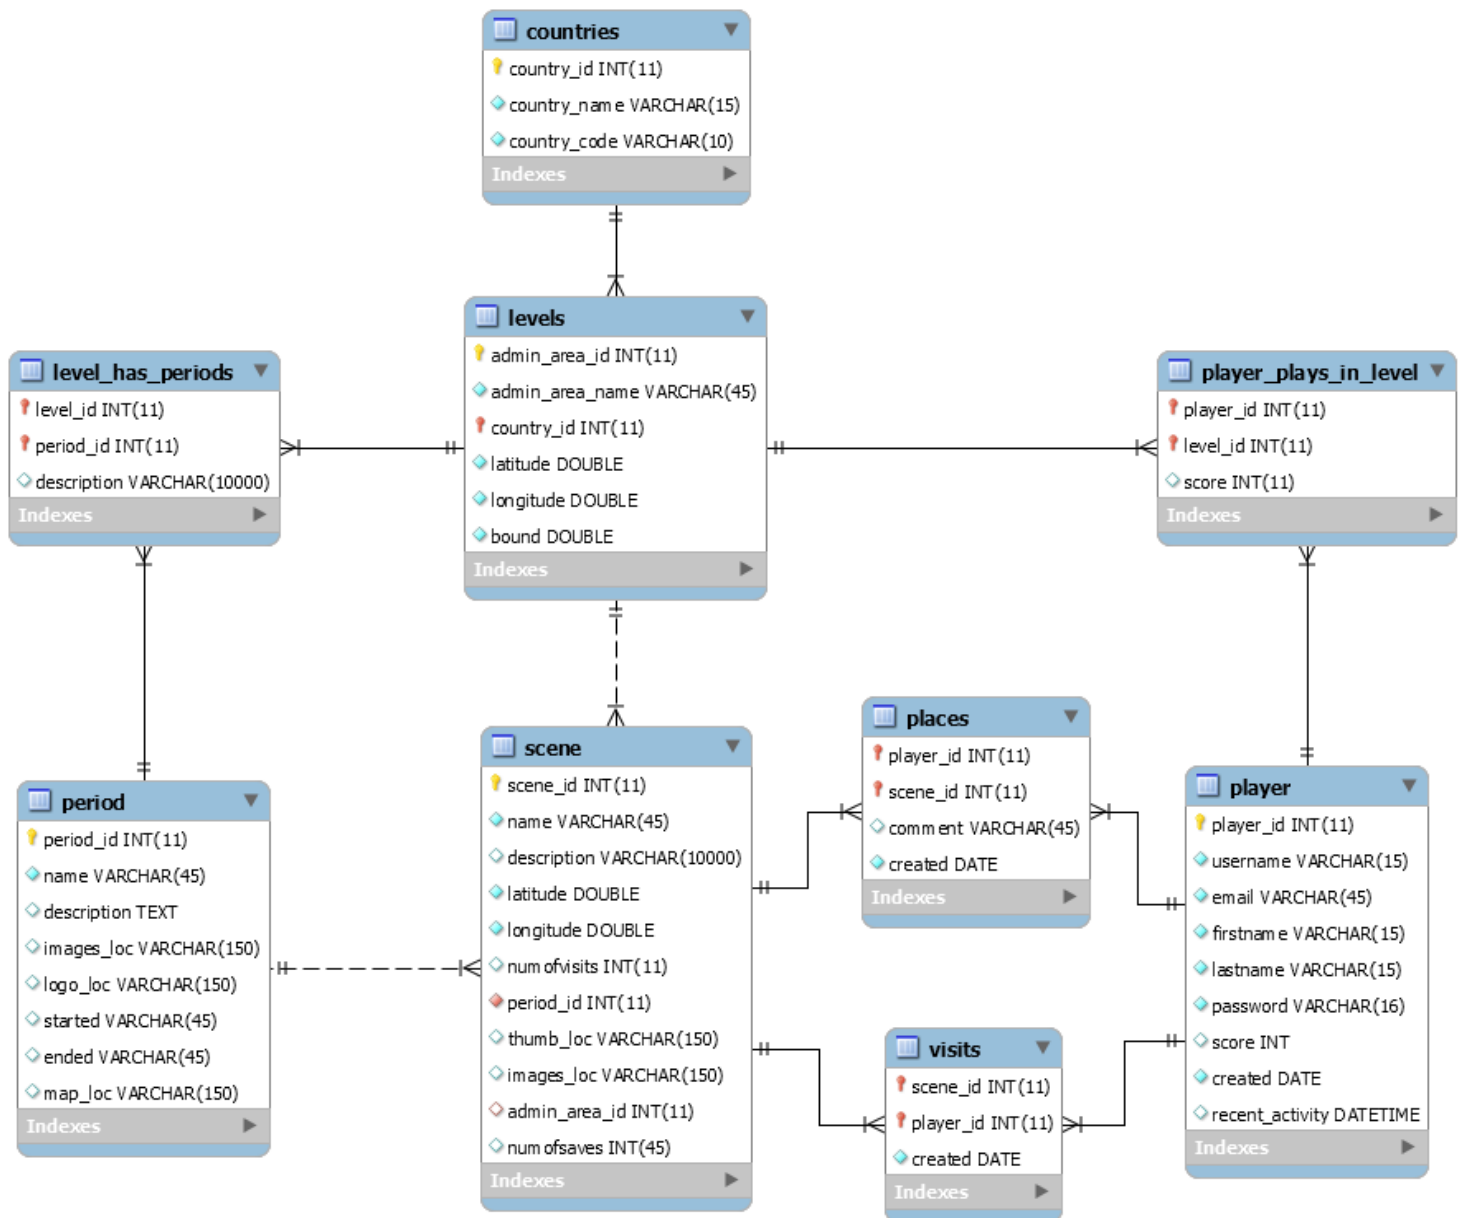 countries
country_id INT(11)
country_name VARCHAR(15)
country_code VARCHAR(10)
Indexes
levels
admin_area_id INT(11)
admin_area_name VARCHAR(45)
country_id INT(11)
latitude DOUBLE
longitude DOUBLE
bound DOUBLE
Indexes
level_has_periods
level_id INT(11)
period_id INT(11)
description VARCHAR(10000)
Indexes
player_plays_in_level
player_id INT(11)
level_id INT(11)
score INT(11)
Indexes
period
period_id INT(11)
name VARCHAR(45)
description TEXT
images_loc VARCHAR(150)
logo_loc VARCHAR(150)
started VARCHAR(45)
ended VARCHAR(45)
map_loc VARCHAR(150)
Indexes
scene
scene_id INT(11)
name VARCHAR(45)
description VARCHAR(10000)
latitude DOUBLE
longitude DOUBLE
numofvisits INT(11)
period_id INT(11)
thumb_loc VARCHAR(150)
images_loc VARCHAR(150)
admin_area_id INT(11)
numofsaves INT(45)
Indexes
places
player_id INT(11)
scene_id INT(11)
comment VARCHAR(45)
created DATE
Indexes
visits
scene_id INT(11)
player_id INT(11)
created DATE
Indexes
player
player_id INT(11)
username VARCHAR(15)
email VARCHAR(45)
firstname VARCHAR(15)
lastname VARCHAR(15)
password VARCHAR(16)
score INT
created DATE
recent_activity DATETIME
Indexes